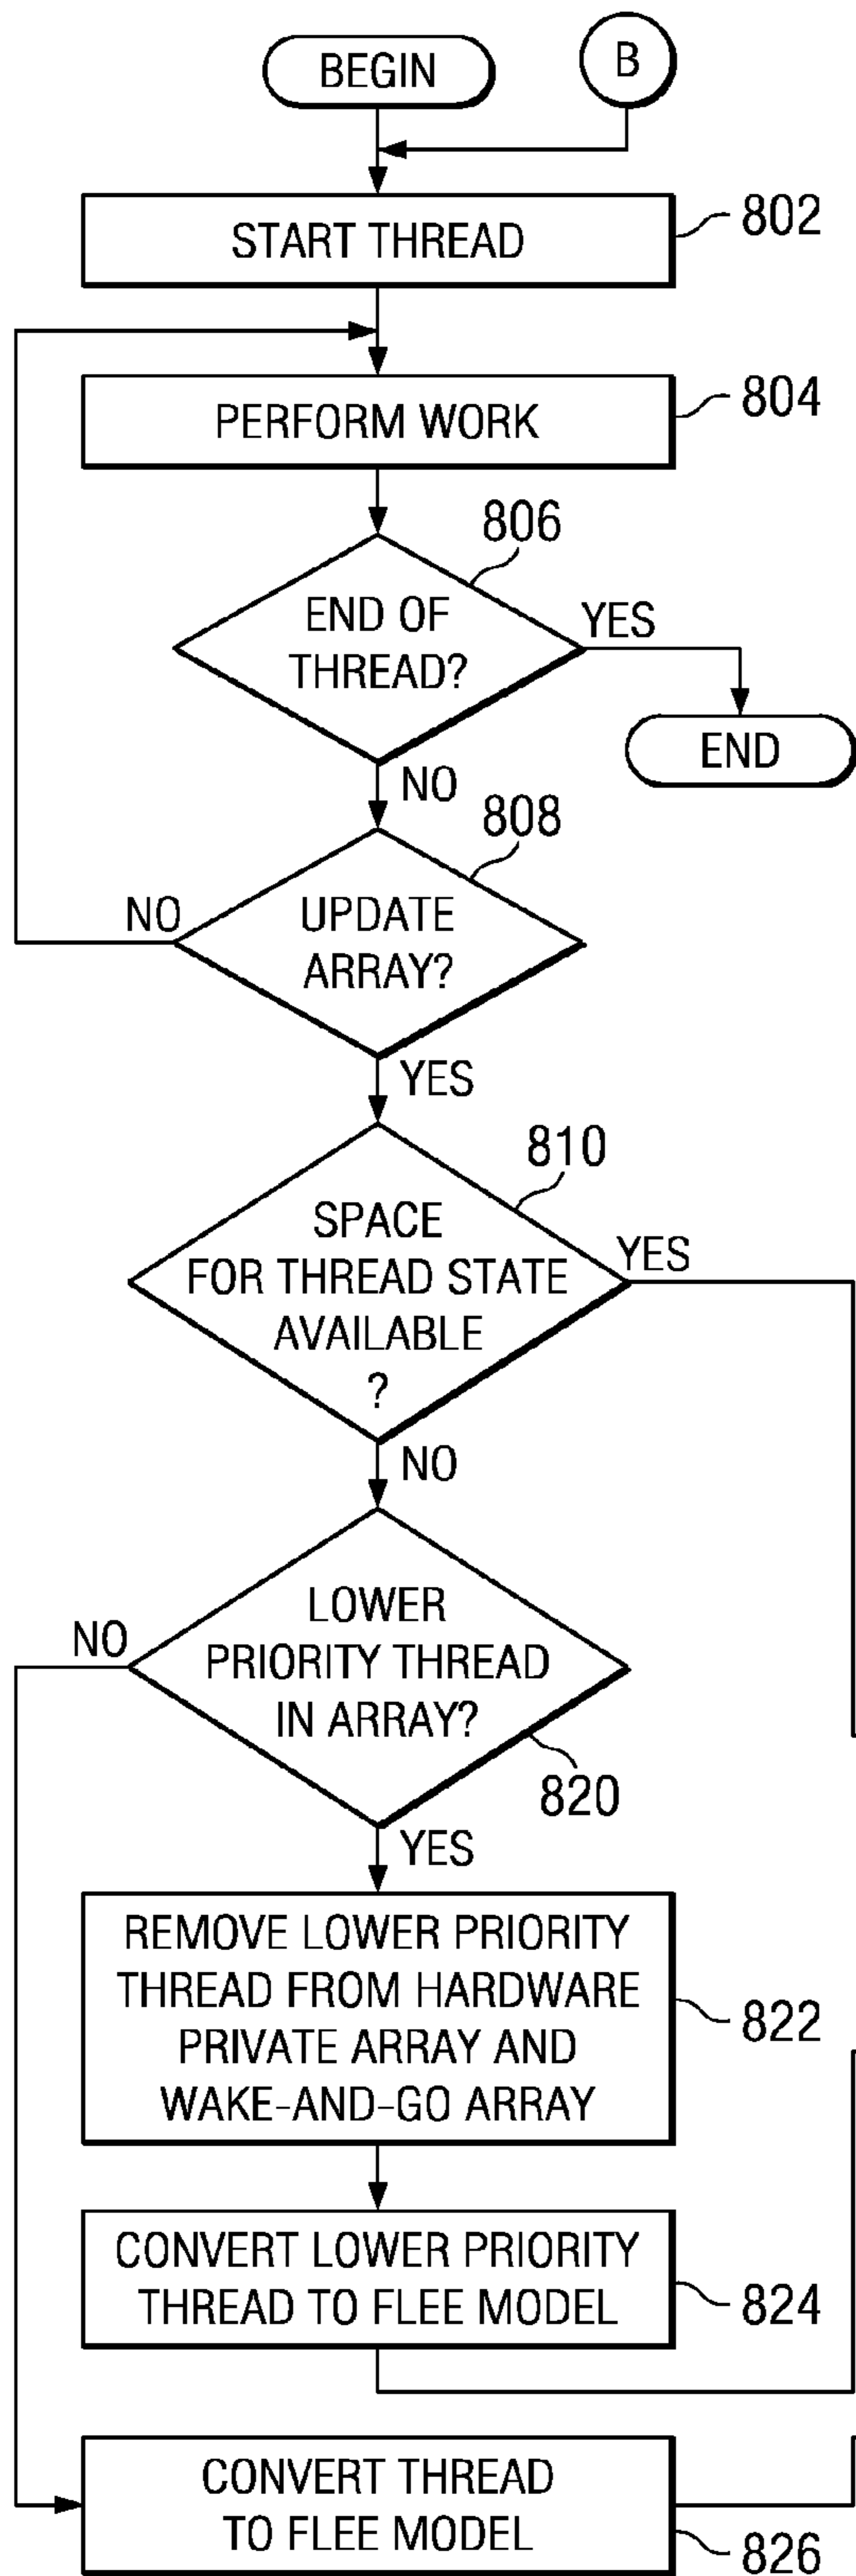 BEGIN
B
START THREAD
802
PERFORM WORK
804
806
END OF
THREAD?
YES
END
NO
808
NO
UPDATE
ARRAY?
YES
810
SPACE
FOR THREAD STATE
AVAILABLE
?
YES
NO
LOWER
PRIORITY THREAD
IN ARRAY?
NO
820
YES
REMOVE LOWER PRIORITY
THREAD FROM HARDWARE
PRIVATE ARRAY AND
WAKE-AND-GO ARRAY
822
CONVERT LOWER PRIORITY
THREAD TO FLEE MODEL
824
CONVERT THREAD
TO FLEE MODEL
826